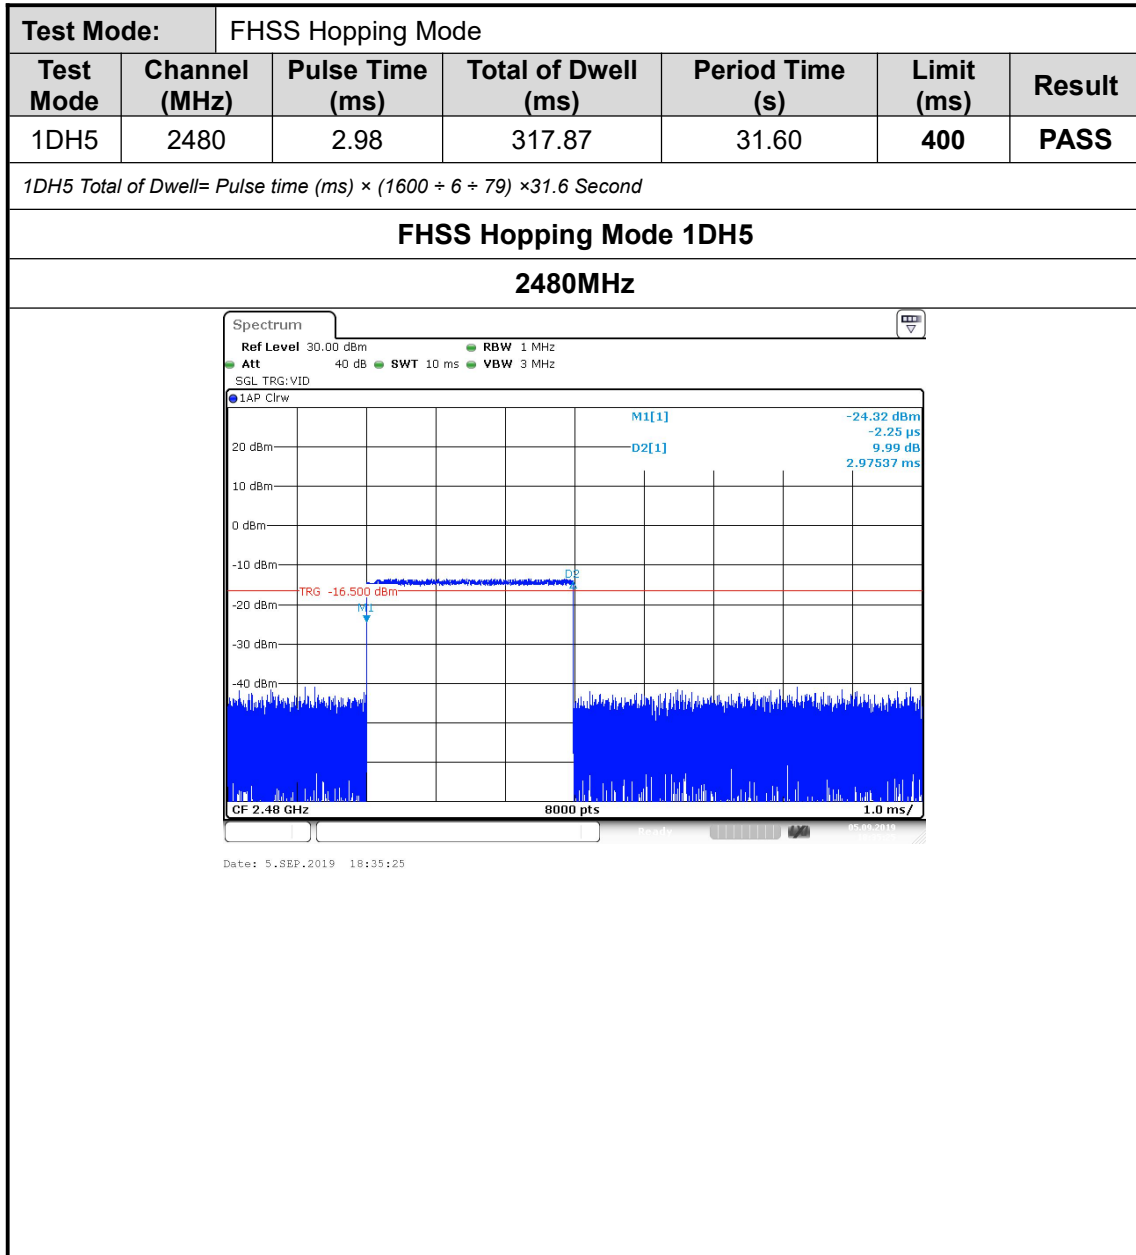 Test Mode: FHSS Hopping Mode
Test Mode Channel (MHz) Pulse Time (ms) Total of Dwell (ms) Period Time (s) Limit (ms) Result
1DH5 2480 2.98 317.87 31.60 400 PASS
1DH5 Total of Dwell= Pulse time (ms) × (1600 ÷ 6 ÷ 79) ×31.6 Second
FHSS Hopping Mode 1DH5
2480MHz
Spectrum
Ref Level 30.00 dBm RBW 1 MHz
Att 40 dB SWT 10 ms VBW 3 MHz
SGL TRG:VID
1AP Clrw
M1[1] -24.32 dBm
-2.25 µs
20 dBm D2[1] 9.99 dB
2.97537 ms
10 dBm
0 dBm
-10 dBm
D2
TRG -16.500 dBm
-20 dBm M1
-30 dBm
-40 dBm
CF 2.48 GHz 8000 pts 1.0 ms/
Ready 05.09.2019
Date: 5.SEP.2019 18:35:25